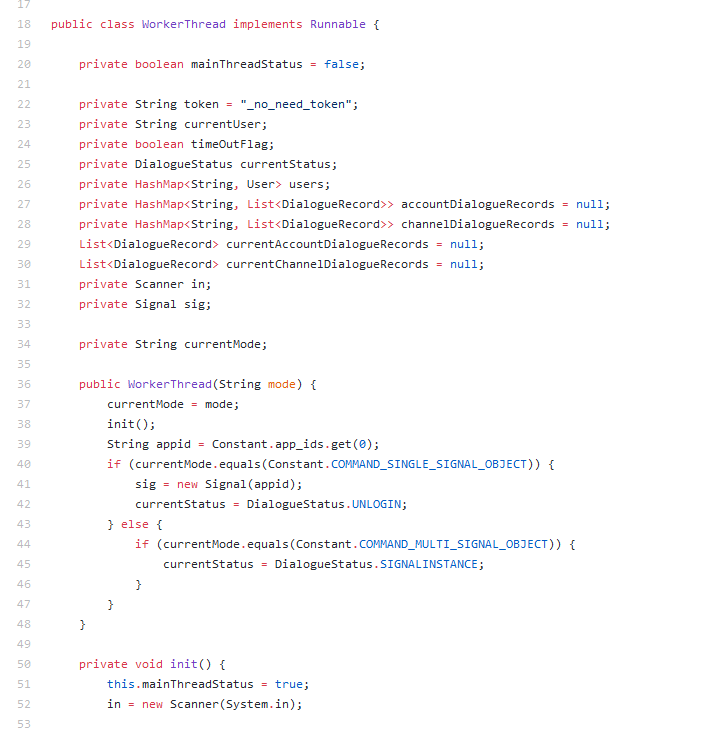 17
18 public class WorkerThread implements Runnable {
19
20     private boolean mainThreadStatus = false;
21
22     private String token = "_no_need_token";
23     private String currentUser;
24     private boolean timeOutFlag;
25     private DialogueStatus currentStatus;
26     private HashMap<String, User> users;
27     private HashMap<String, List<DialogueRecord>> accountDialogueRecords = null;
28     private HashMap<String, List<DialogueRecord>> channelDialogueRecords = null;
29     List<DialogueRecord> currentAccountDialogueRecords = null;
30     List<DialogueRecord> currentChannelDialogueRecords = null;
31     private Scanner in;
32     private Signal sig;
33
34     private String currentMode;
35
36     public WorkerThread(String mode) {
37         currentMode = mode;
38         init();
39         String appid = Constant.app_ids.get(0);
40         if (currentMode.equals(Constant.COMMAND_SINGLE_SIGNAL_OBJECT)) {
41             sig = new Signal(appid);
42             currentStatus = DialogueStatus.UNLOGIN;
43         } else {
44             if (currentMode.equals(Constant.COMMAND_MULTI_SIGNAL_OBJECT)) {
45                 currentStatus = DialogueStatus.SIGNALINSTANCE;
46             }
47         }
48     }
49
50     private void init() {
51         this.mainThreadStatus = true;
52         in = new Scanner(System.in);
53